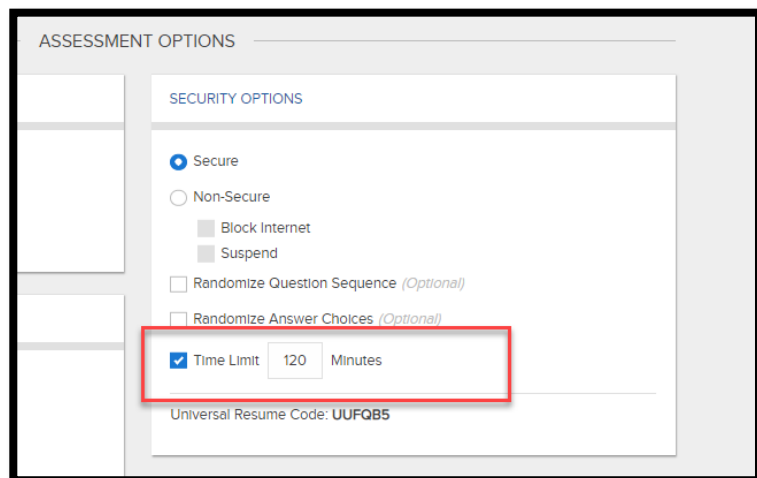 ASSESSMENT OPTIONS
SECURITY OPTIONS
Secure
Non-Secure
Block Internet
Suspend
Randomize Question Sequence (Optional)
Randomize Answer Choices (Optional)
Time Limit 120 Minutes
Universal Resume Code: UUFQB5